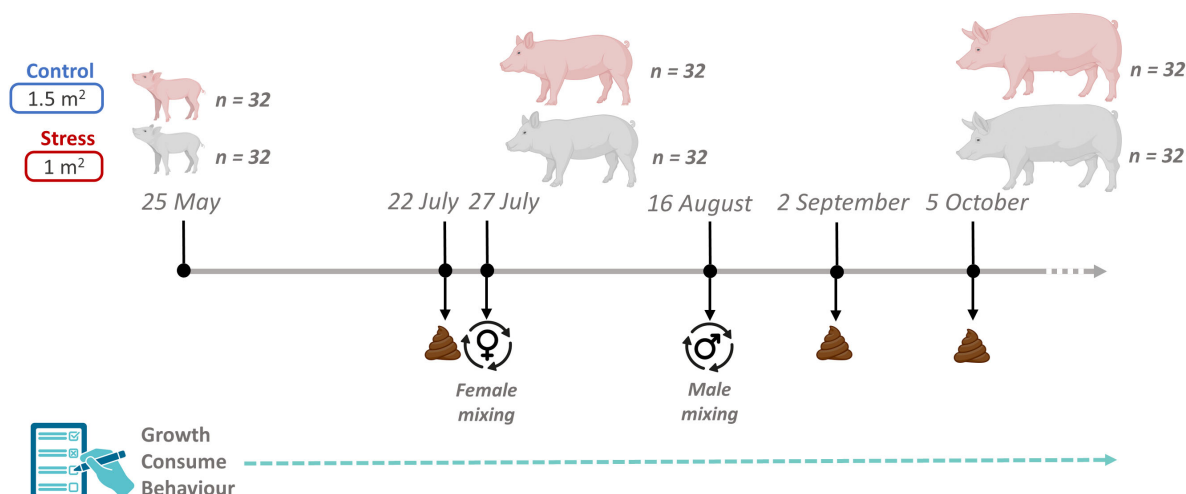 Control
1.5 m²
Stress
1 m²
n = 32
n = 32
n = 32
n = 32
n = 32
n = 32
25 May
22 July
27 July
16 August
2 September
5 October
Female
mixing
Male
mixing
Growth
Consume
Behaviour